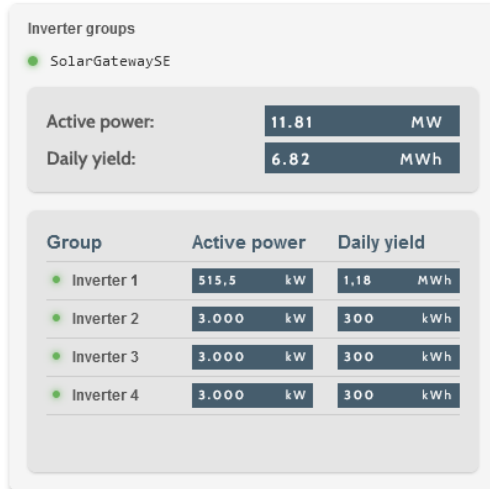 Inverter groups
SolarGatewaySE
Active power: 11.81 MW
Daily yield: 6.82 MWh
Group Active power Daily yield
Inverter 1 515,5 kW 1,18 MWh
Inverter 2 3.000 kW 300 kWh
Inverter 3 3.000 kW 300 kWh
Inverter 4 3.000 kW 300 kWh